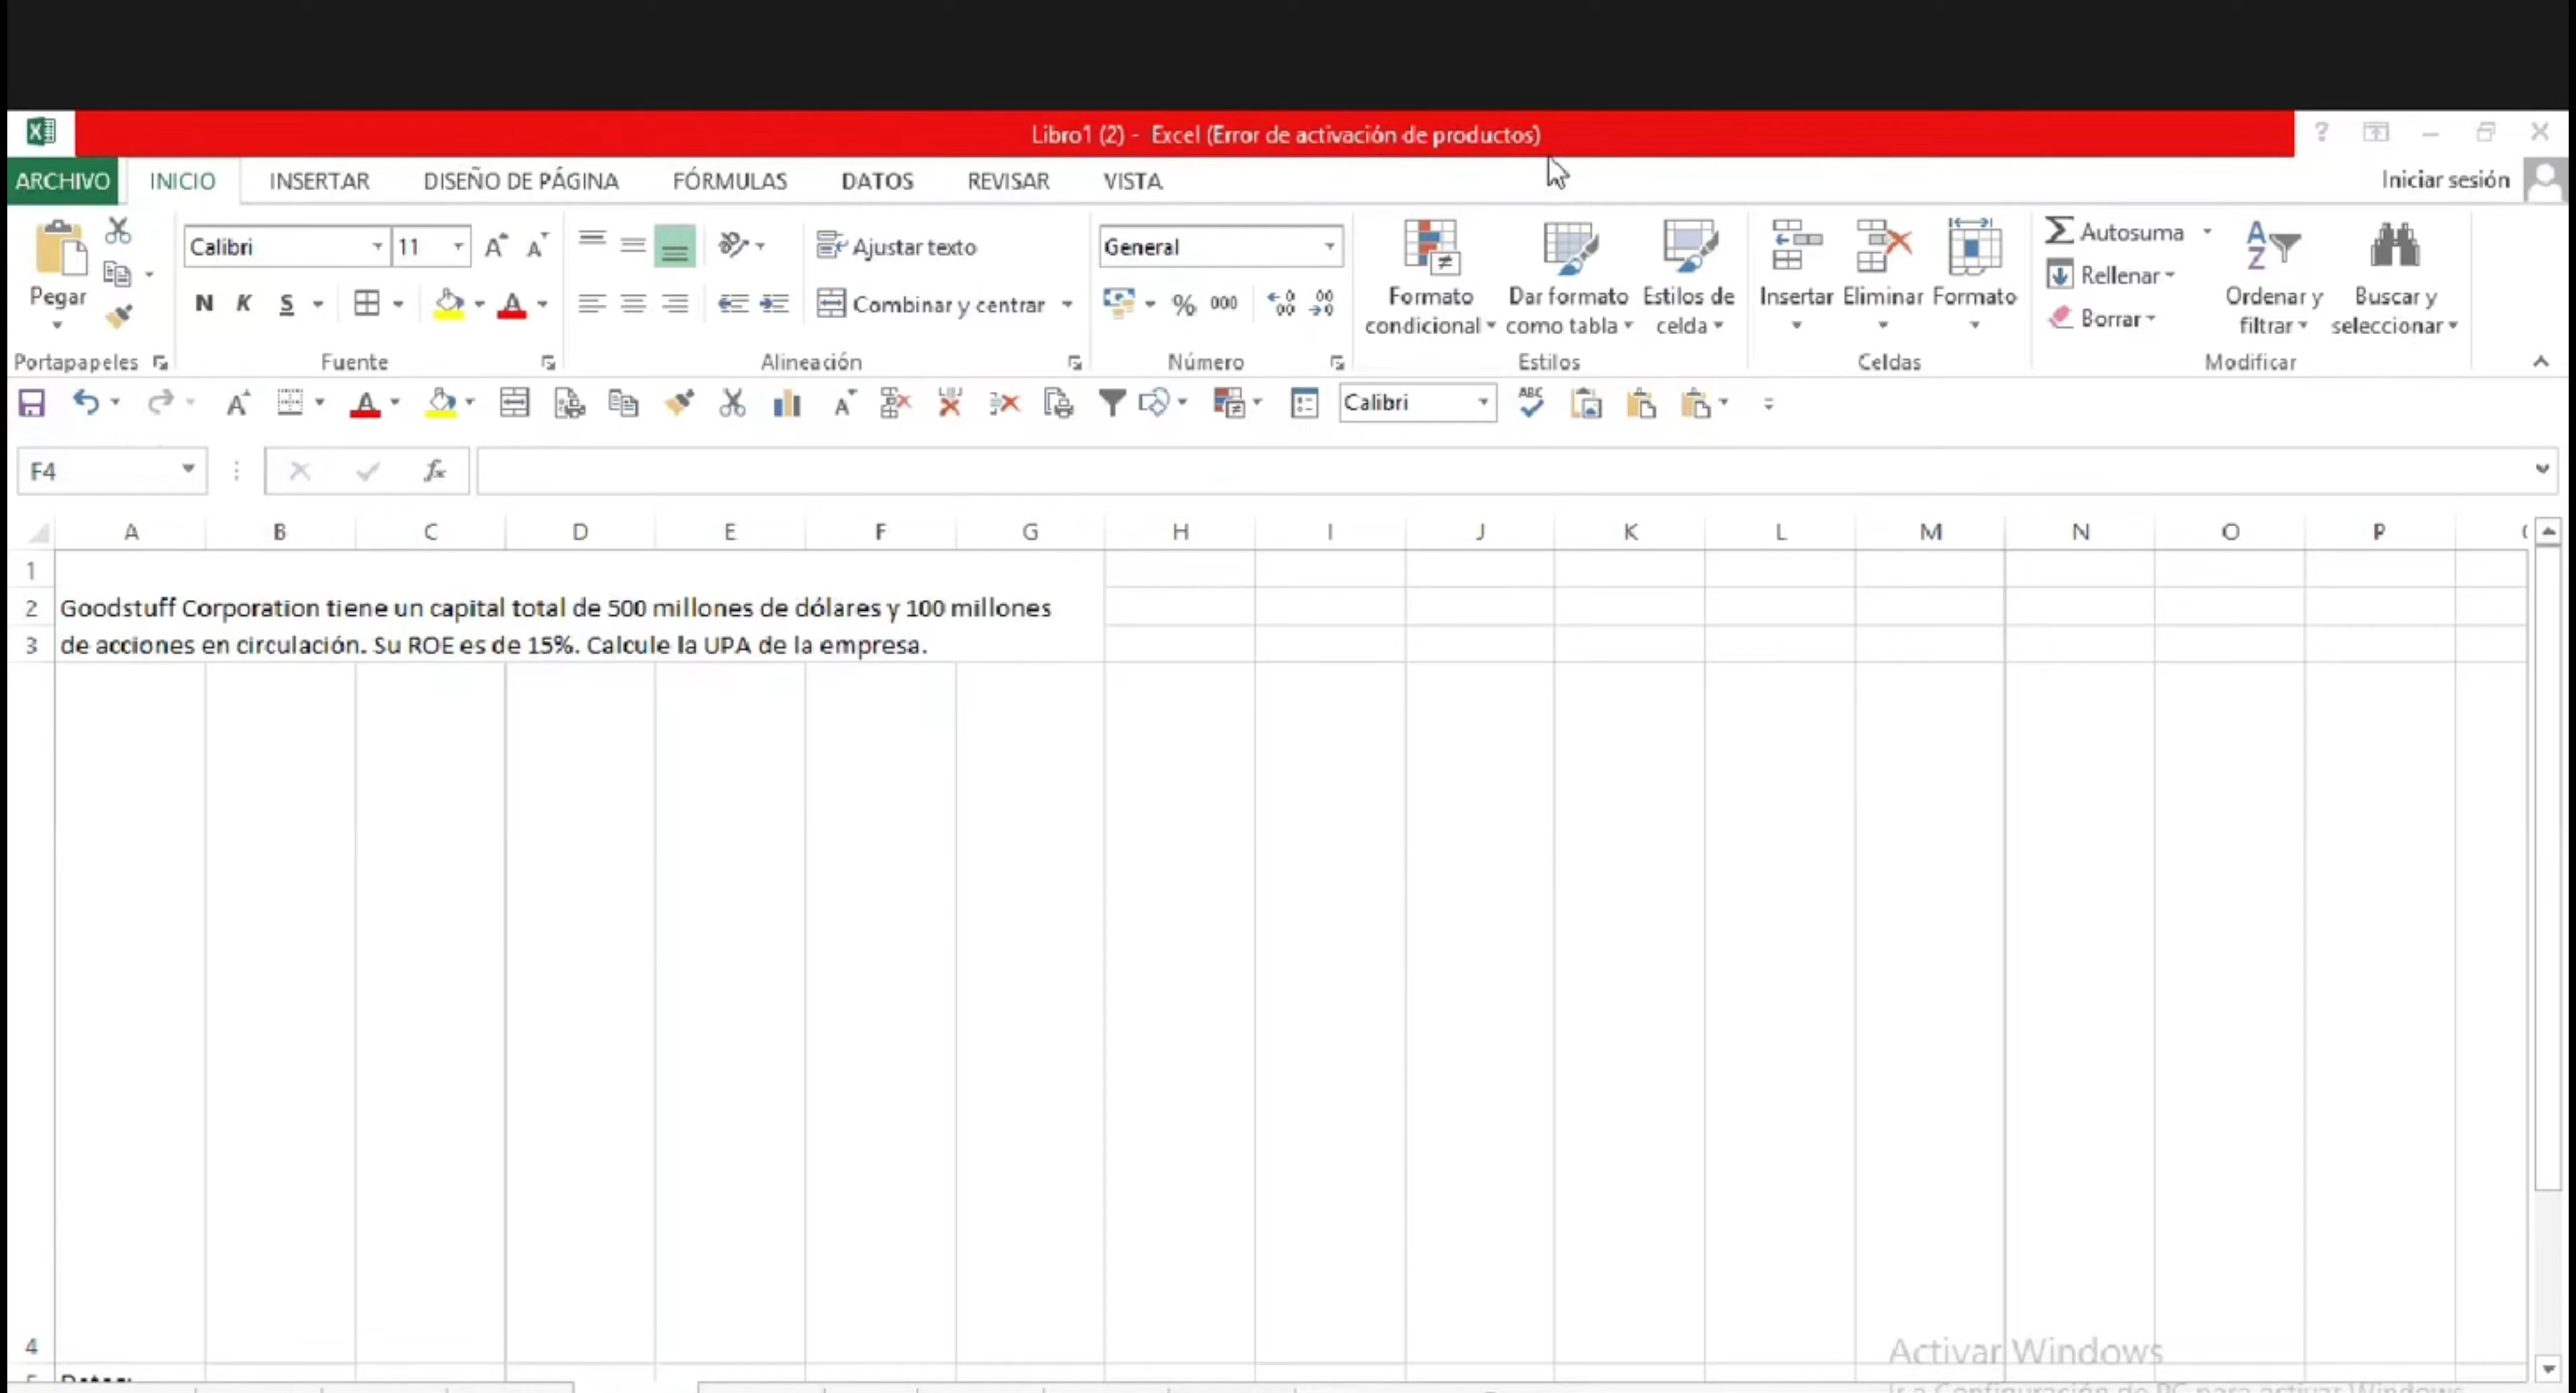 Libro1 (2) - Excel (Error de activación de productos)
ARCHIVO INICIO INSERTAR DISEÑO DE PÁGINA FÓRMULAS DATOS REVISAR VISTA Iniciar sesión
Calibri 11 Ajustar texto General Autosuma
Rellenar
Pegar N K S Combinar y centrar % 000 Formato condicional Dar formato como tabla Estilos de celda Insertar Eliminar Formato Borrar Ordenar y filtrar Buscar y seleccionar
Portapapeles Fuente Alineación Número Estilos Celdas Modificar
Calibri
F4 fx
A B C D E F G H I J K L M N O P
1
2 Goodstuff Corporation tiene un capital total de 500 millones de dólares y 100 millones
3 de acciones en circulación. Su ROE es de 15%. Calcule la UPA de la empresa.
4
Activar Windows